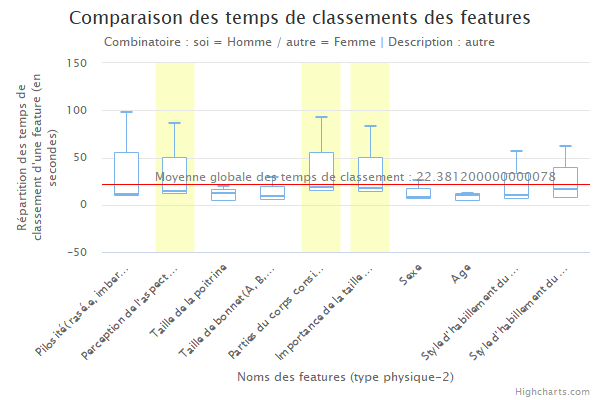 Comparaison des temps de classements des features
Combinatoire : soi = Homme / autre = Femme | Description : autre
Répartition des temps de
classement d'une feature (en
secondes)
150
100
50
0
-50
Moyenne globale des temps de classement : 22.381200000000078
Pilosité(rasé.e, imber...
Perception de l'aspect...
Taille de la poitrine
Taille de bonnet(A, B,...
Parties du corps consi...
Importance de la taille ...
Sexe
Age
Style d'habillement du ...
Style d'habillement du ...
Noms des features (type physique-2)
Highcharts.com